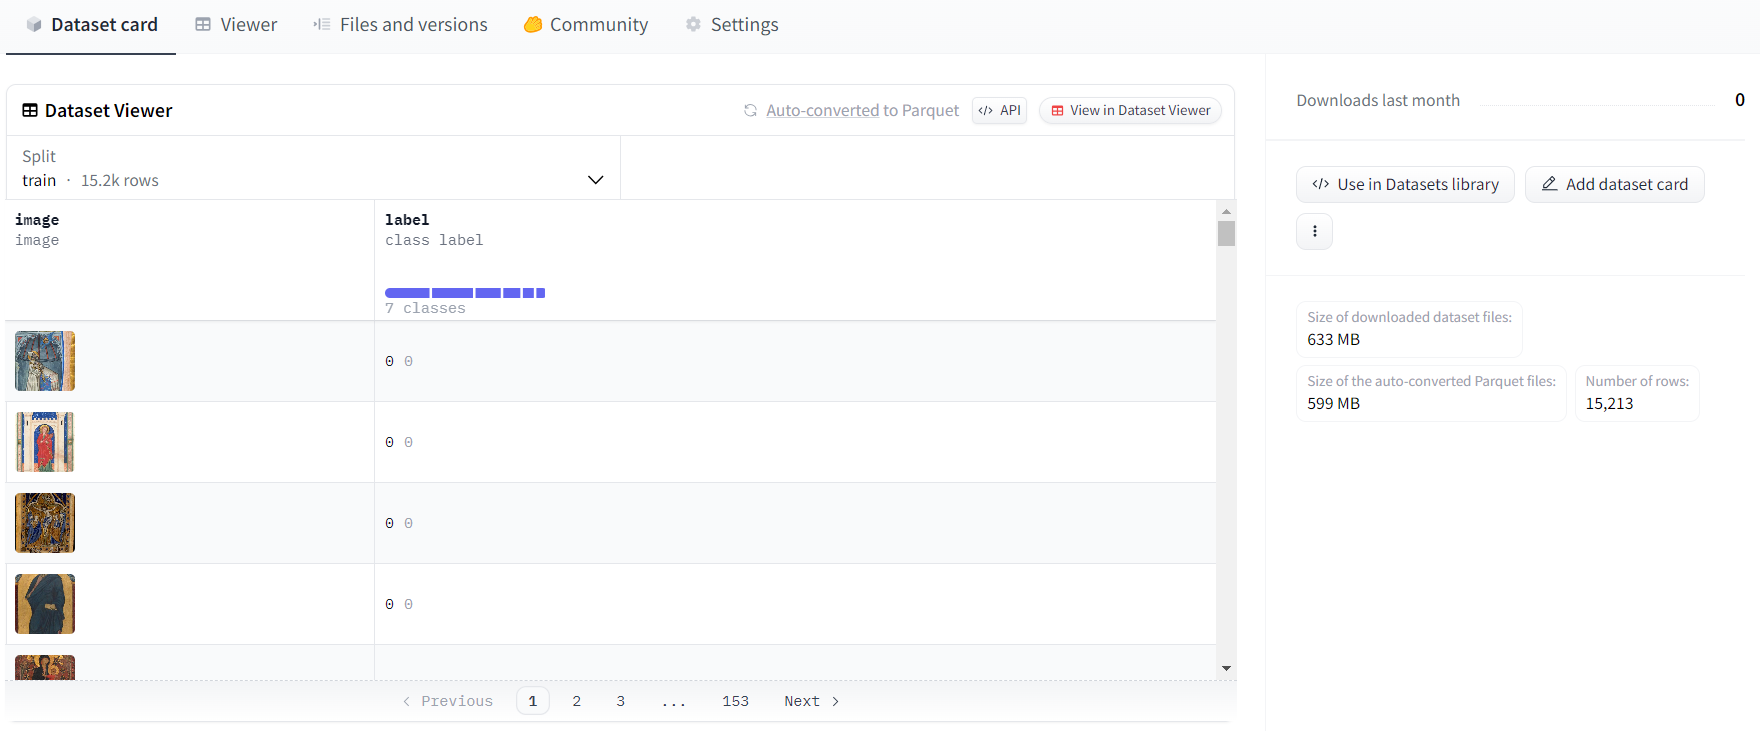 Dataset card Viewer Files and versions Community Settings
Dataset Viewer Auto-converted to Parquet </> API View in Dataset Viewer
Split
train · 15.2k rows
image label
image class label
7 classes
0 0
0 0
0 0
0 0
< Previous 1 2 3 ... 153 Next >
Downloads last month 0
</> Use in Datasets library Add dataset card
Size of downloaded dataset files:
633 MB
Size of the auto-converted Parquet files: Number of rows:
599 MB 15,213